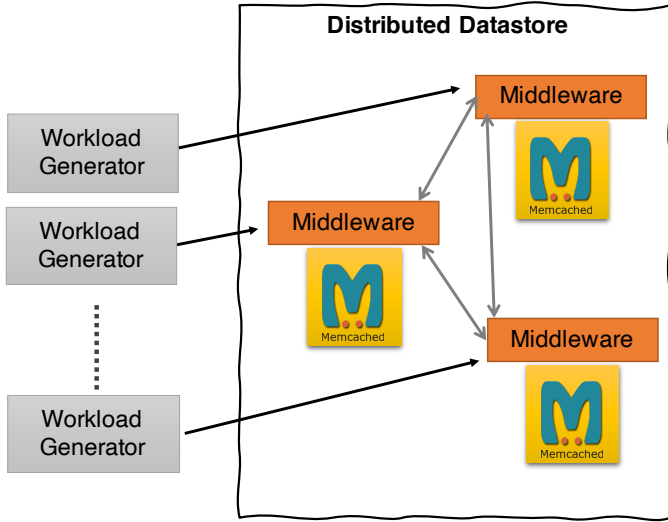 Distributed Datastore
Middleware
Workload
Generator
Memcached
Workload
Generator
Middleware
Memcached
Middleware
Workload
Generator
Memcached